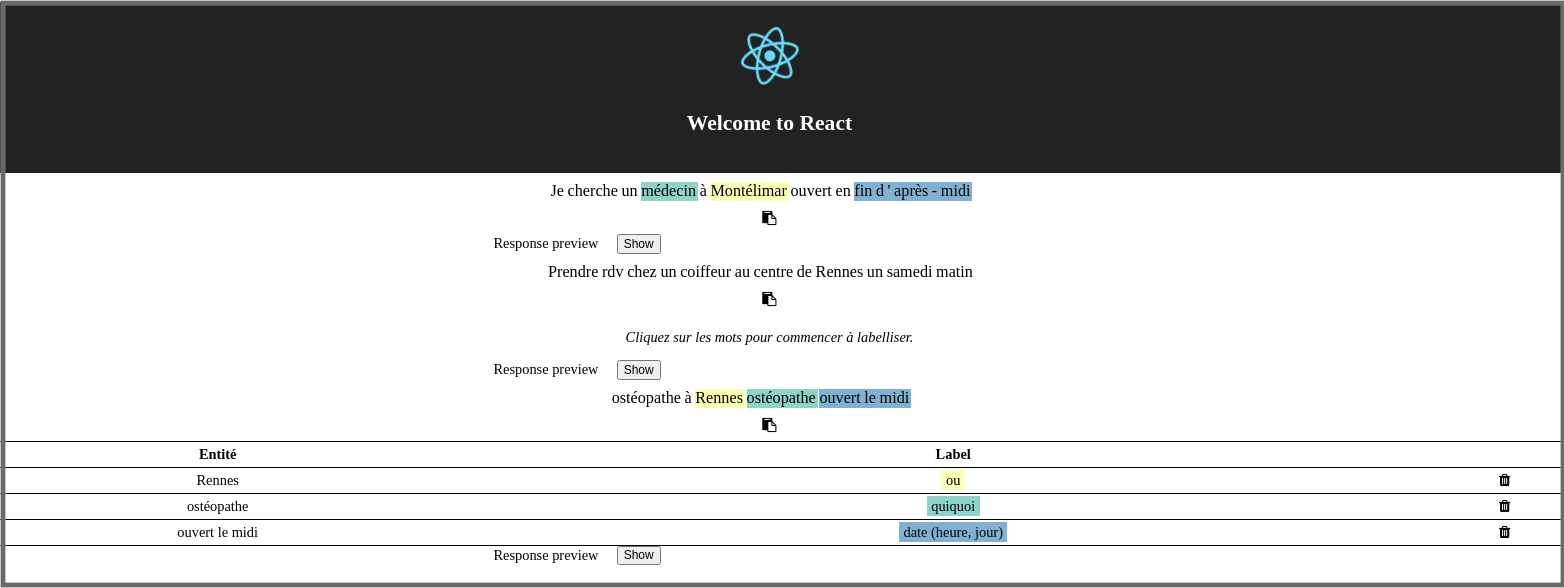 Welcome to React
Je cherche un médecin à Montélimar ouvert en fin d ' après - midi
Response preview Show
Prendre rdv chez un coiffeur au centre de Rennes un samedi matin
Cliquez sur les mots pour commencer à labelliser.
Response preview Show
ostéopathe à Rennes ostéopathe ouvert le midi
Entité Label
Rennes ou
ostéopathe quiquoi
ouvert le midi date (heure, jour)
Response preview Show